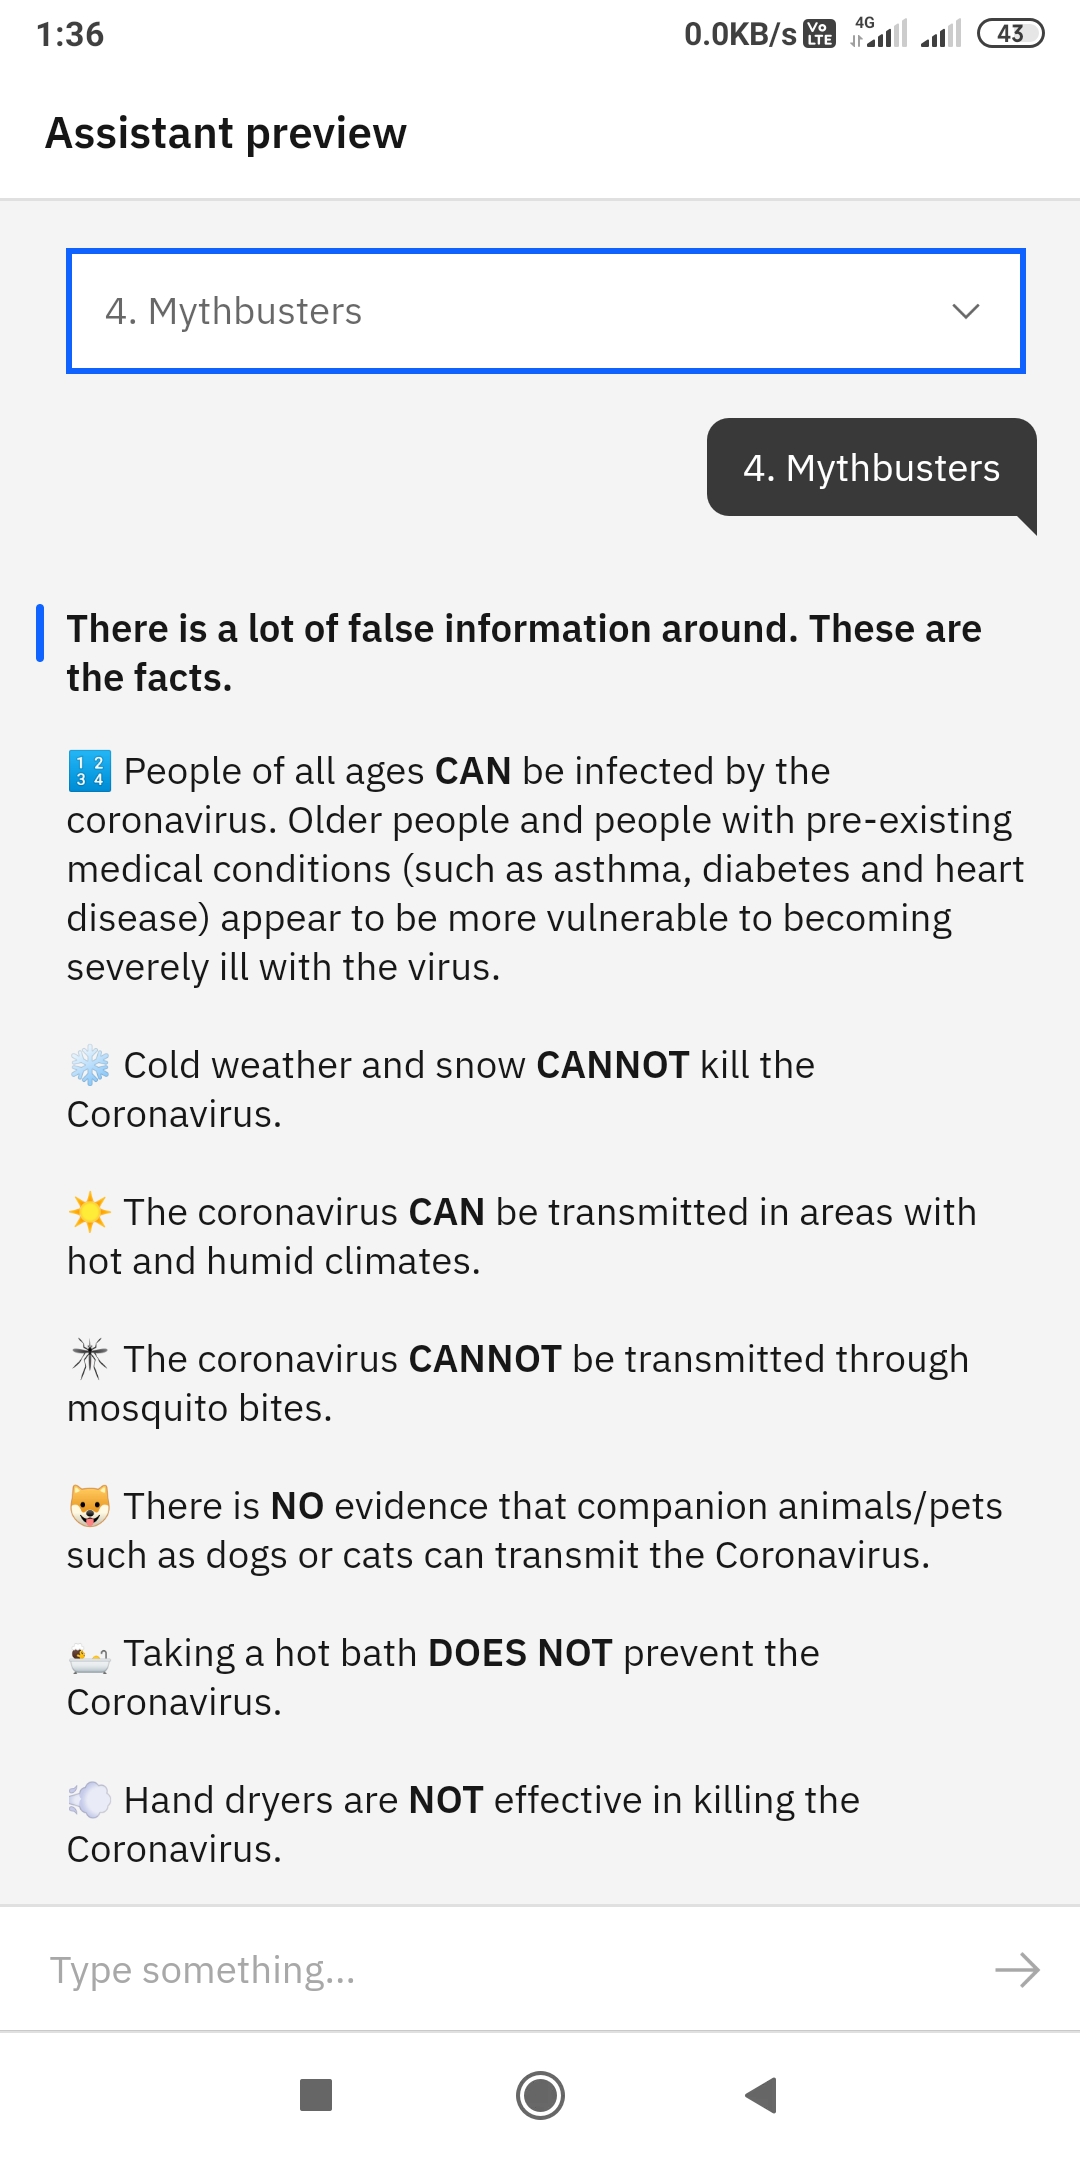 1:36 0.0KB/s Vo LTE 4G 43
Assistant preview
4. Mythbusters
4. Mythbusters
There is a lot of false information around. These are
the facts.
🔢 People of all ages CAN be infected by the
coronavirus. Older people and people with pre-existing
medical conditions (such as asthma, diabetes and heart
disease) appear to be more vulnerable to becoming
severely ill with the virus.
❄️ Cold weather and snow CANNOT kill the
Coronavirus.
☀️ The coronavirus CAN be transmitted in areas with
hot and humid climates.
🦟 The coronavirus CANNOT be transmitted through
mosquito bites.
🐶 There is NO evidence that companion animals/pets
such as dogs or cats can transmit the Coronavirus.
🛀 Taking a hot bath DOES NOT prevent the
Coronavirus.
💨 Hand dryers are NOT effective in killing the
Coronavirus.
Type something...